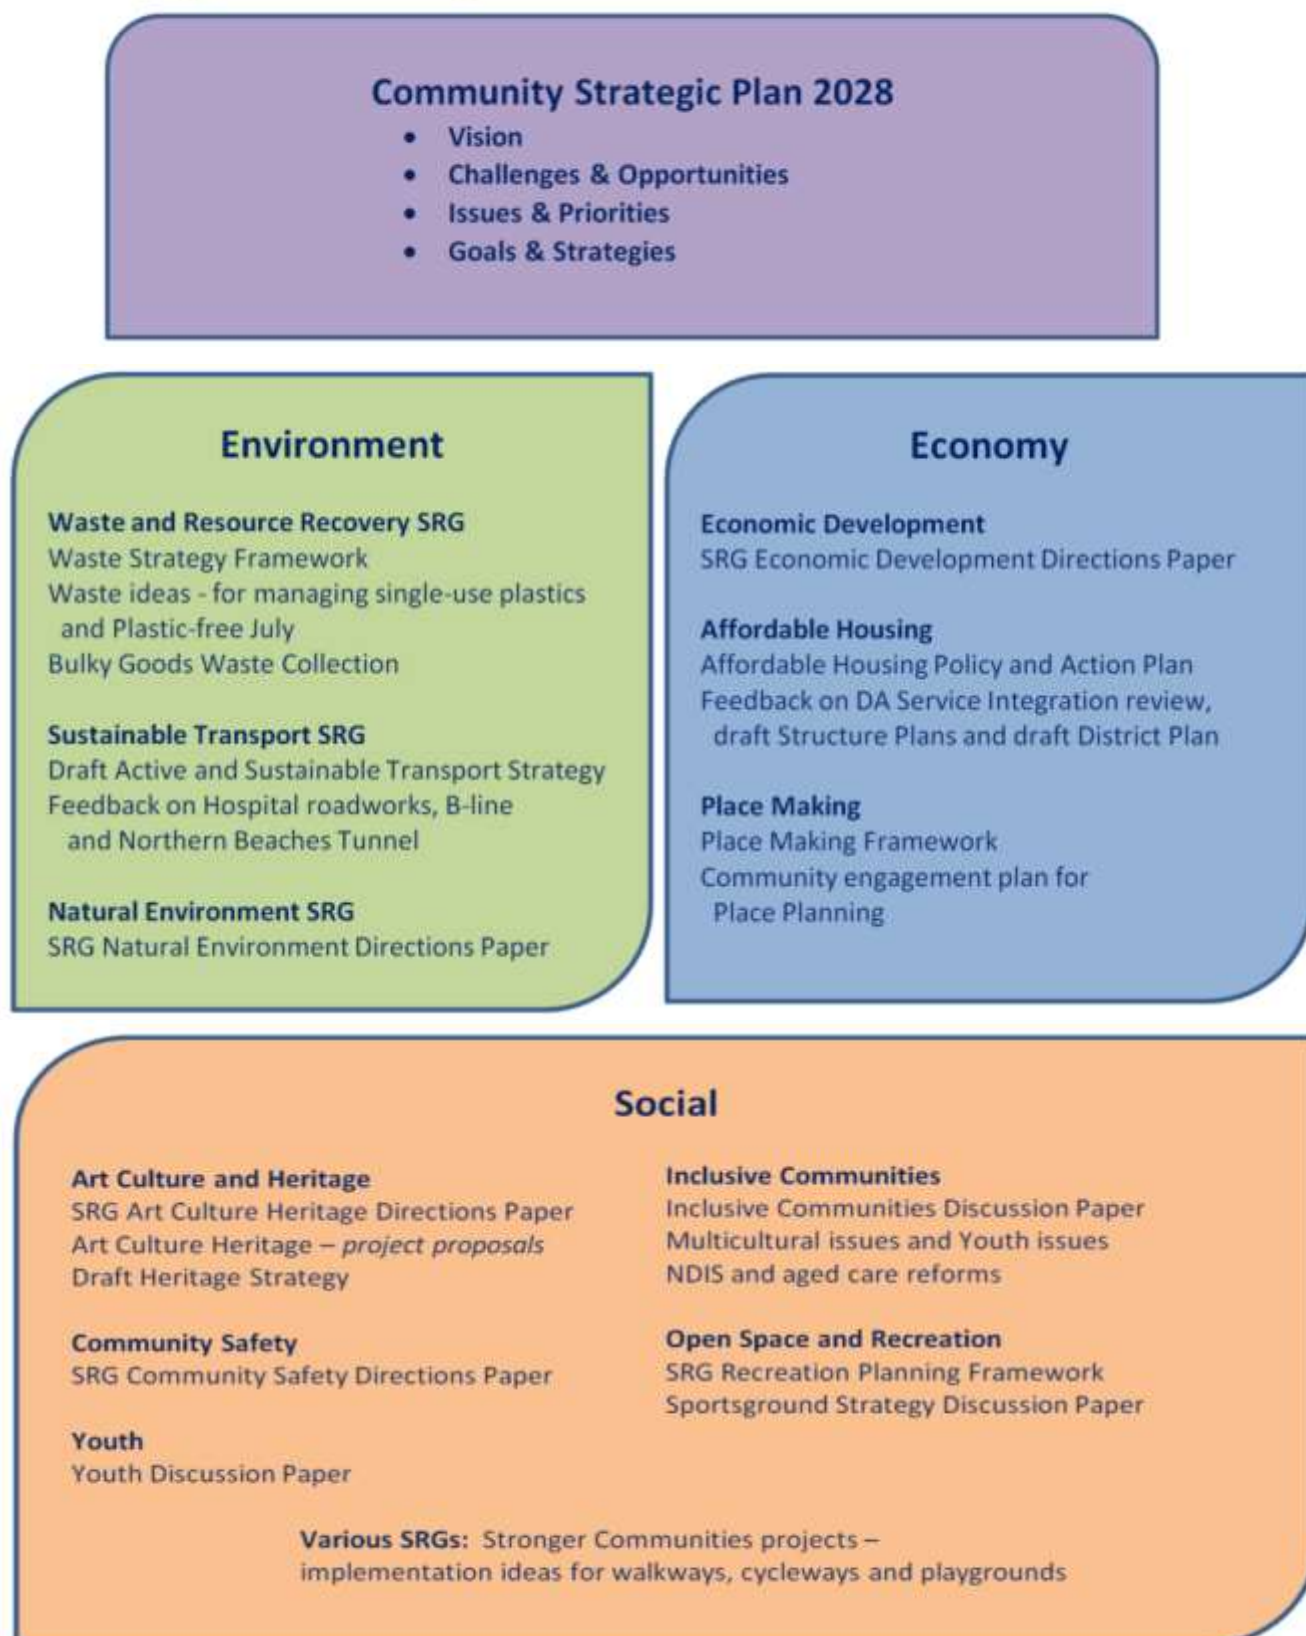 Community Strategic Plan 2028
• Vision
• Challenges & Opportunities
• Issues & Priorities
• Goals & Strategies
Environment
Waste and Resource Recovery SRG
Waste Strategy Framework
Waste ideas - for managing single-use plastics
and Plastic-free July
Bulky Goods Waste Collection
Sustainable Transport SRG
Draft Active and Sustainable Transport Strategy
Feedback on Hospital roadworks, B-line
and Northern Beaches Tunnel
Natural Environment SRG
SRG Natural Environment Directions Paper
Economy
Economic Development
SRG Economic Development Directions Paper
Affordable Housing
Affordable Housing Policy and Action Plan
Feedback on DA Service Integration review,
draft Structure Plans and draft District Plan
Place Making
Place Making Framework
Community engagement plan for
Place Planning
Social
Art Culture and Heritage
SRG Art Culture Heritage Directions Paper
Art Culture Heritage – project proposals
Draft Heritage Strategy
Community Safety
SRG Community Safety Directions Paper
Youth
Youth Discussion Paper
Inclusive Communities
Inclusive Communities Discussion Paper
Multicultural issues and Youth issues
NDIS and aged care reforms
Open Space and Recreation
SRG Recreation Planning Framework
Sportsground Strategy Discussion Paper
Various SRGs: Stronger Communities projects –
implementation ideas for walkways, cycleways and playgrounds